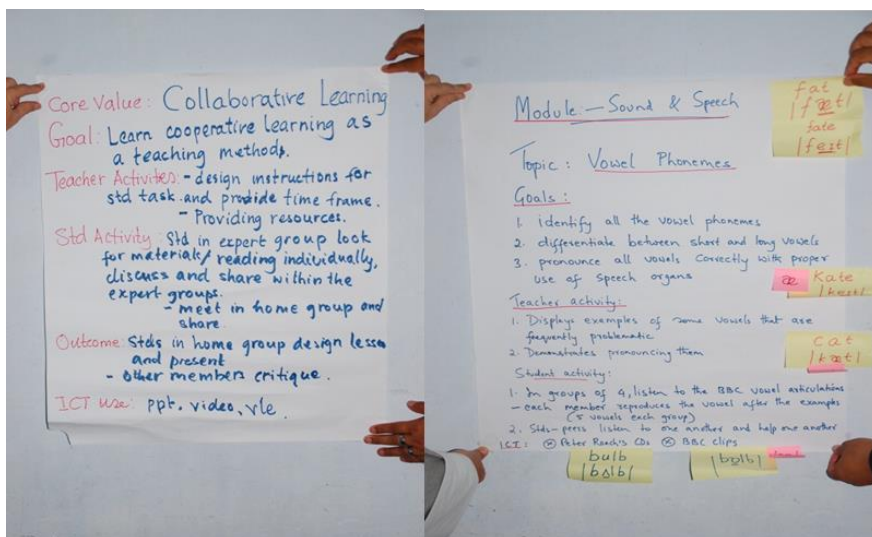 Core Value: Collaborative Learning
Goal: Learn cooperative learning as
a teaching methods.
Teacher Activites: - design instructions for
std task and provide time frame.
- Providing resources.
Std Activity: Std in expert group look
for materials/ reading individually,
discuss and share within the
expert groups.
- meet in home group and
share.
Outcome: Stds in home group design lesson
and present
- Other members critique.
ICT Use: ppt, video, vle.
Module: - Sound & Speech
Topic: Vowel Phonemes
Goals:
1. identify all the vowel phonemes
2. differentiate between short and long vowels
3. pronounce all vowels correctly with proper
use of speech organs
Teacher activity:
1. Displays examples of some vowels that are
frequently problematic
2. Demonstrates pronouncing them
Student activity:
1. In groups of 4, listen to the BBC vowel articulations
- each member reproduces the vowel after the examples
(5 vowels each group)
2. Stds - peers listen to one another and help one another
ICT: Peter Roach's CDs BBC clips
fat
|fæt|
fate
|feɪt|
æ
Kate
|keɪt|
cat
|kæt|
bulb
|bʌlb|